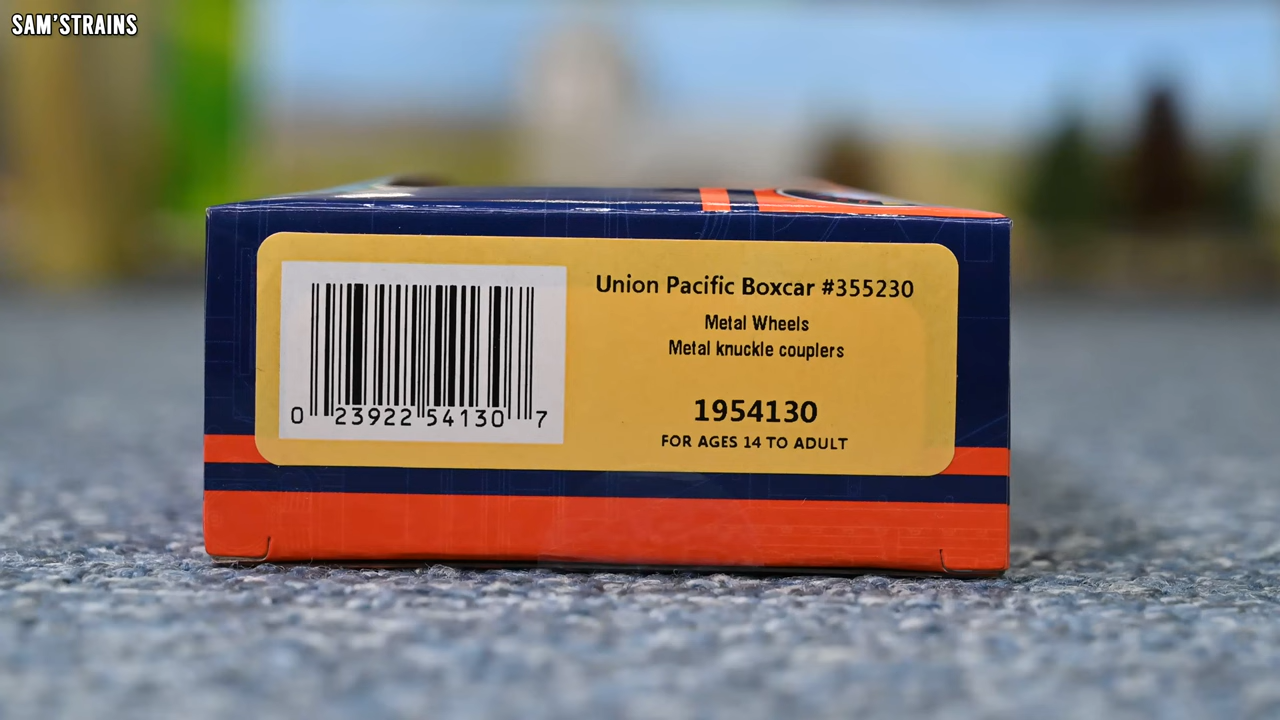 SAM'STRAINS
Union Pacific Boxcar #355230
Metal Wheels
Metal knuckle couplers
1954130
FOR AGES 14 TO ADULT
0 23922 54130 7